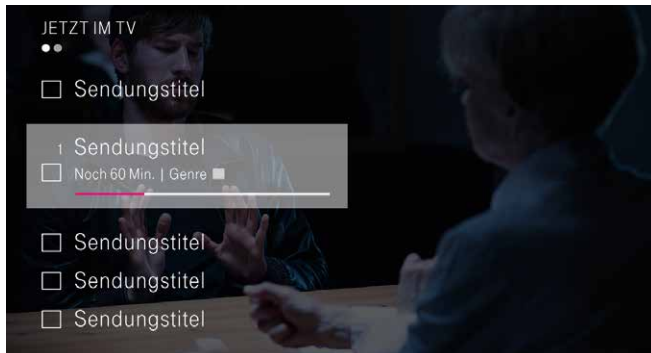 JETZT IM TV
Sendungstitel
1 Sendungstitel
Noch 60 Min. | Genre
Sendungstitel
Sendungstitel
Sendungstitel